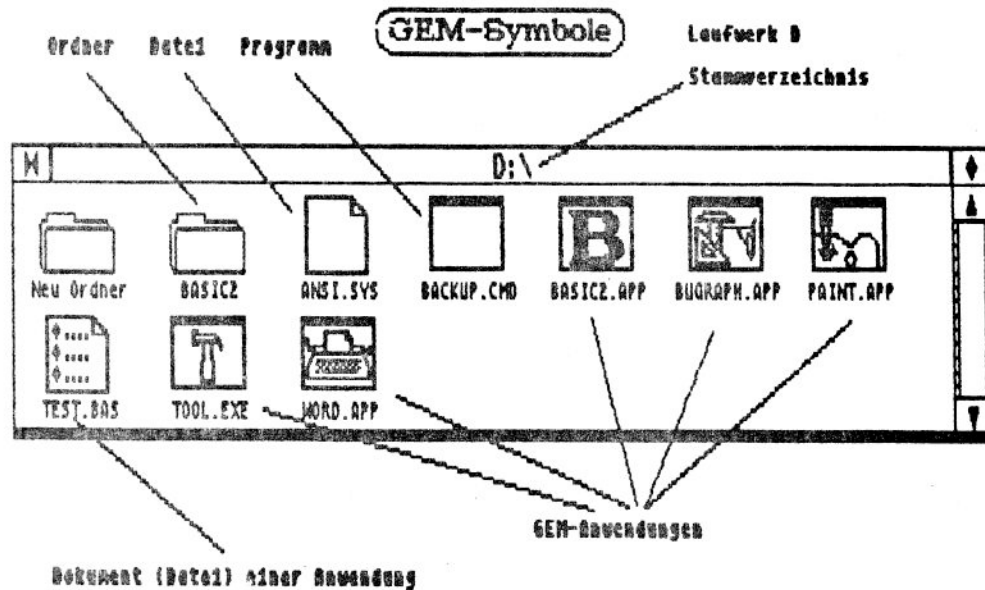 GEM-Symbole
Ordner Datei Programm
Laufwerk D
Stammverzeichnis
D:\
Neu Ordner BASIC2 ANSI.SYS BACKUP.CMD BASIC2.APP BUGRAPH.APP PAINT.APP
TEST.BAS TOOL.EXE WORD.APP
GEM-Anwendungen
Dokument (Datei) einer Anwendung